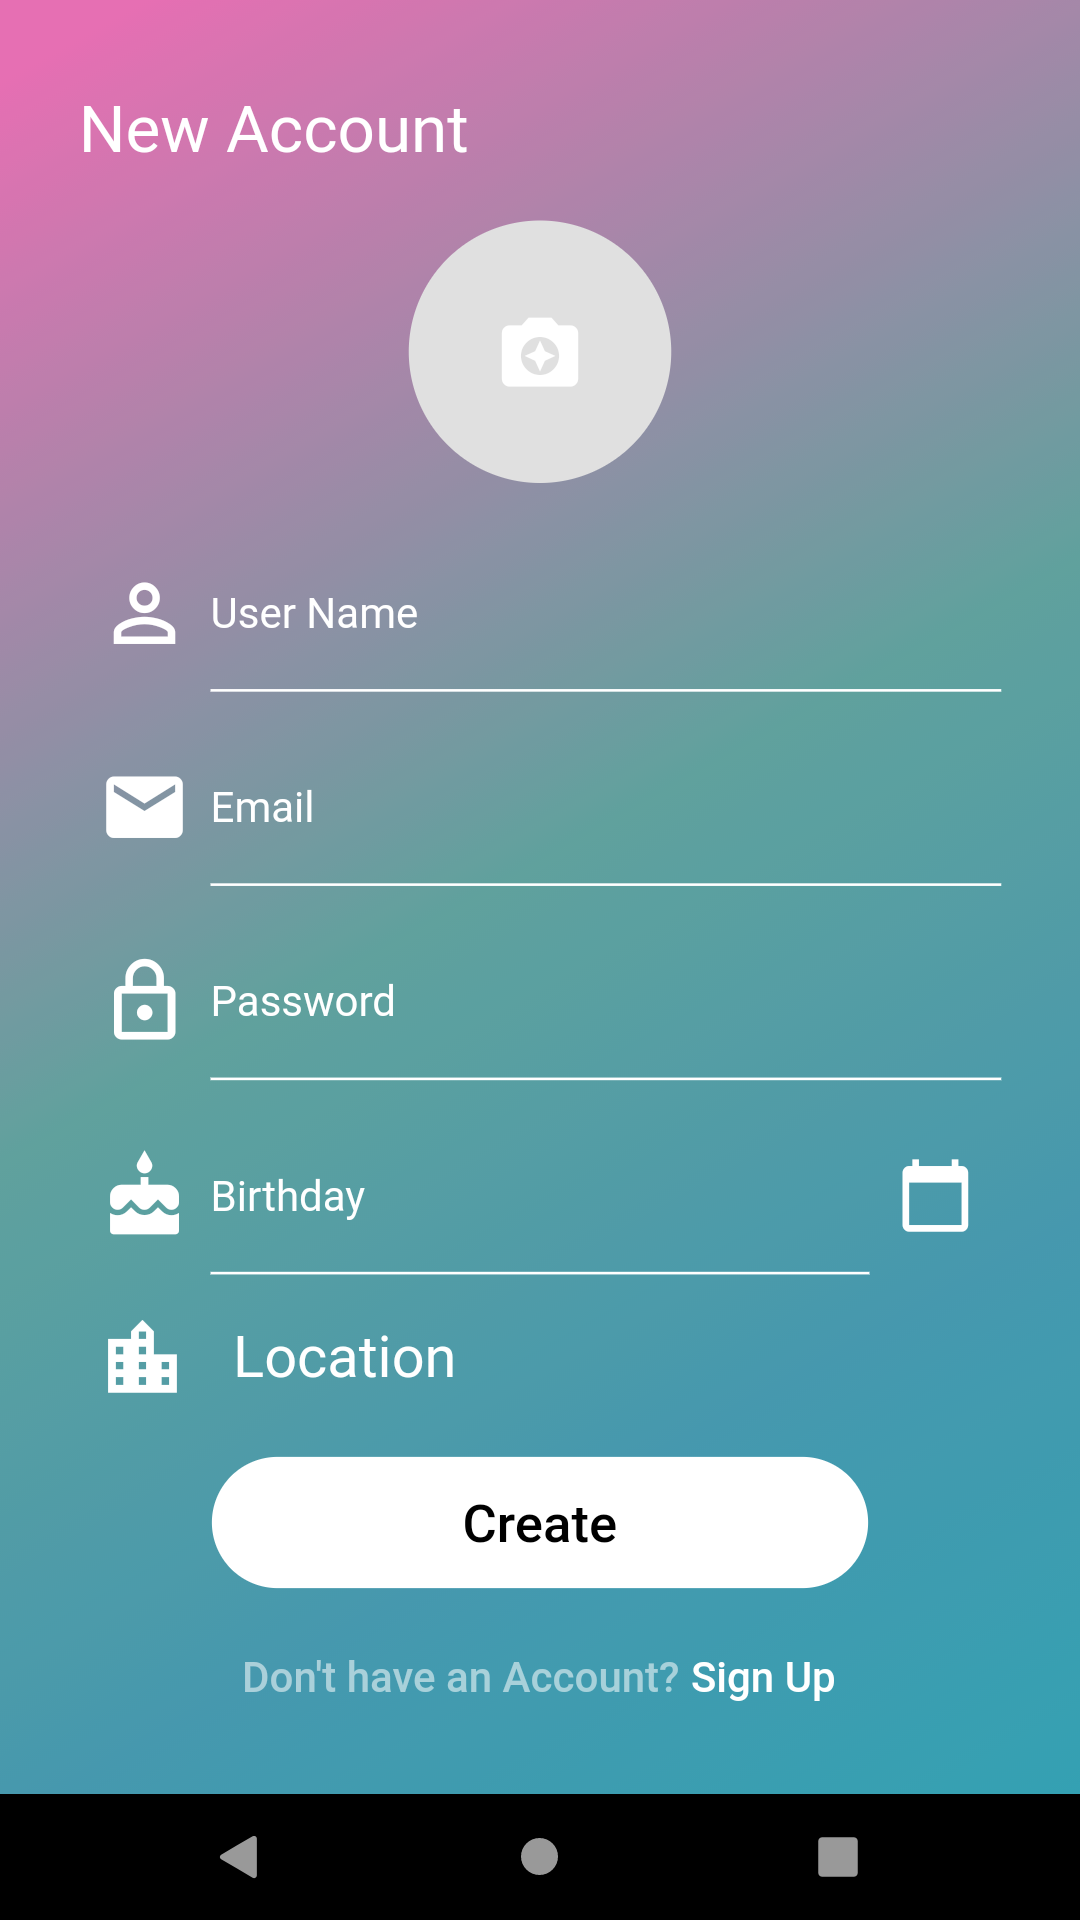 New Account
User Name
Email
Password
Birthday
Location
Create
Don't have an Account? Sign Up